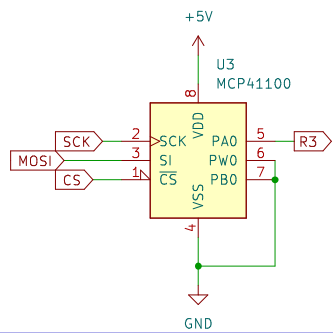 +5V
U3
MCP41100
8
VDD
SCK 2 SCK PA0 5 R3
MOSI 3 SI PW0 6
CS 1 CS PB0 7
VSS
4
GND